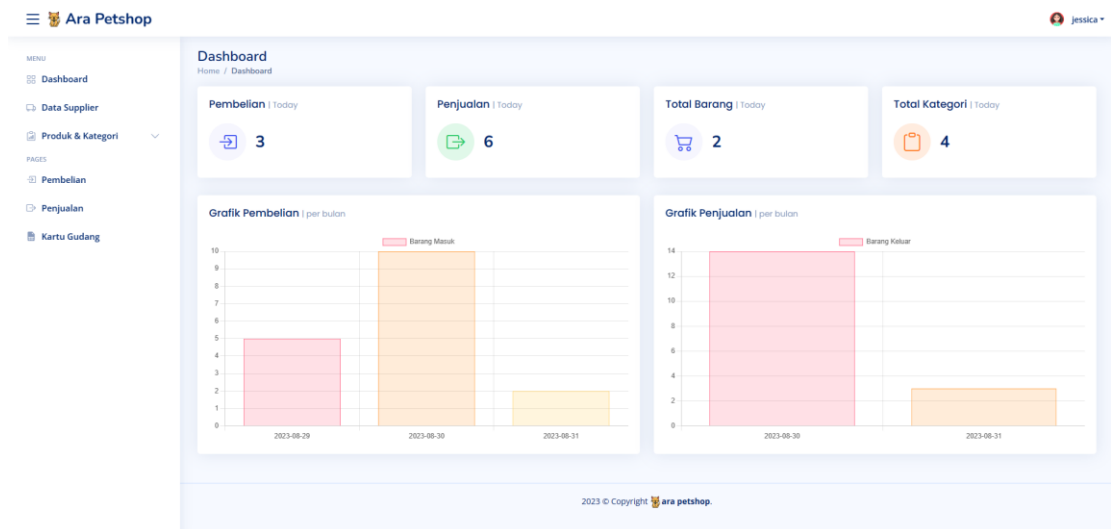 Ara Petshop
jessica
MENU
Dashboard
Data Supplier
Produk & Kategori
PAGES
Pembelian
Penjualan
Kartu Gudang
Dashboard
Home / Dashboard
Pembelian | Today
3
Penjualan | Today
6
Total Barang | Today
2
Total Kategori | Today
4
Grafik Pembelian | per bulan
Barang Masuk
10
9
8
7
6
5
4
3
2
1
0
2023-08-29 2023-08-30 2023-08-31
Grafik Penjualan | per bulan
Barang Keluar
14
12
10
8
6
4
2
0
2023-08-30 2023-08-31
2023 © Copyright ara petshop.